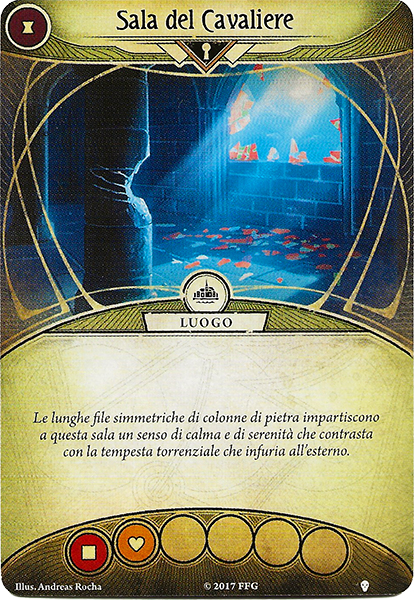 Sala del Cavaliere
LUOGO
Le lunghe file simmetriche di colonne di pietra impartiscono
a questa sala un senso di calma e di serenità che contrasta
con la tempesta torrenziale che infuria all'esterno.
Illus. Andreas Rocha
© 2017 FFG